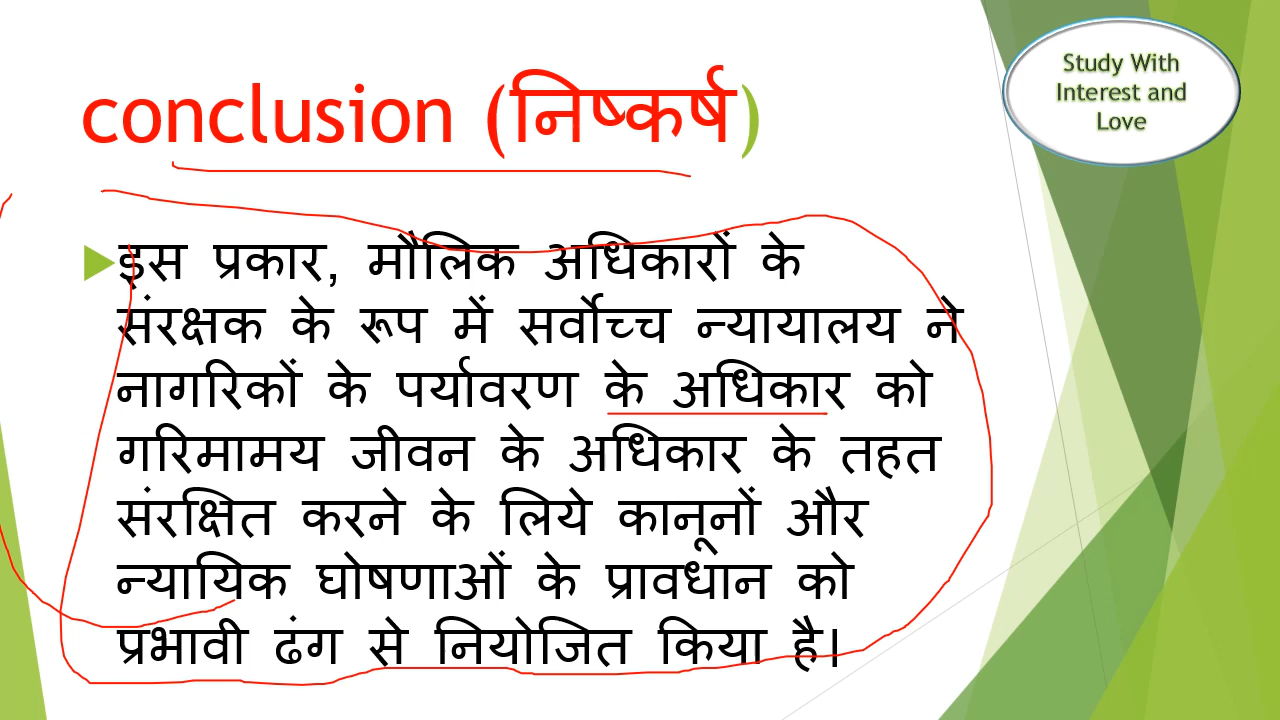 Study With
Interest and
Love
conclusion (निष्कर्ष)
इस प्रकार, मौलिक अधिकारों के
संरक्षक के रूप में सर्वोच्च न्यायालय ने
नागरिकों के पर्यावरण के अधिकार को
गरिमामय जीवन के अधिकार के तहत
संरक्षित करने के लिये कानूनों और
न्यायिक घोषणाओं के प्रावधान को
प्रभावी ढंग से नियोजित किया है।